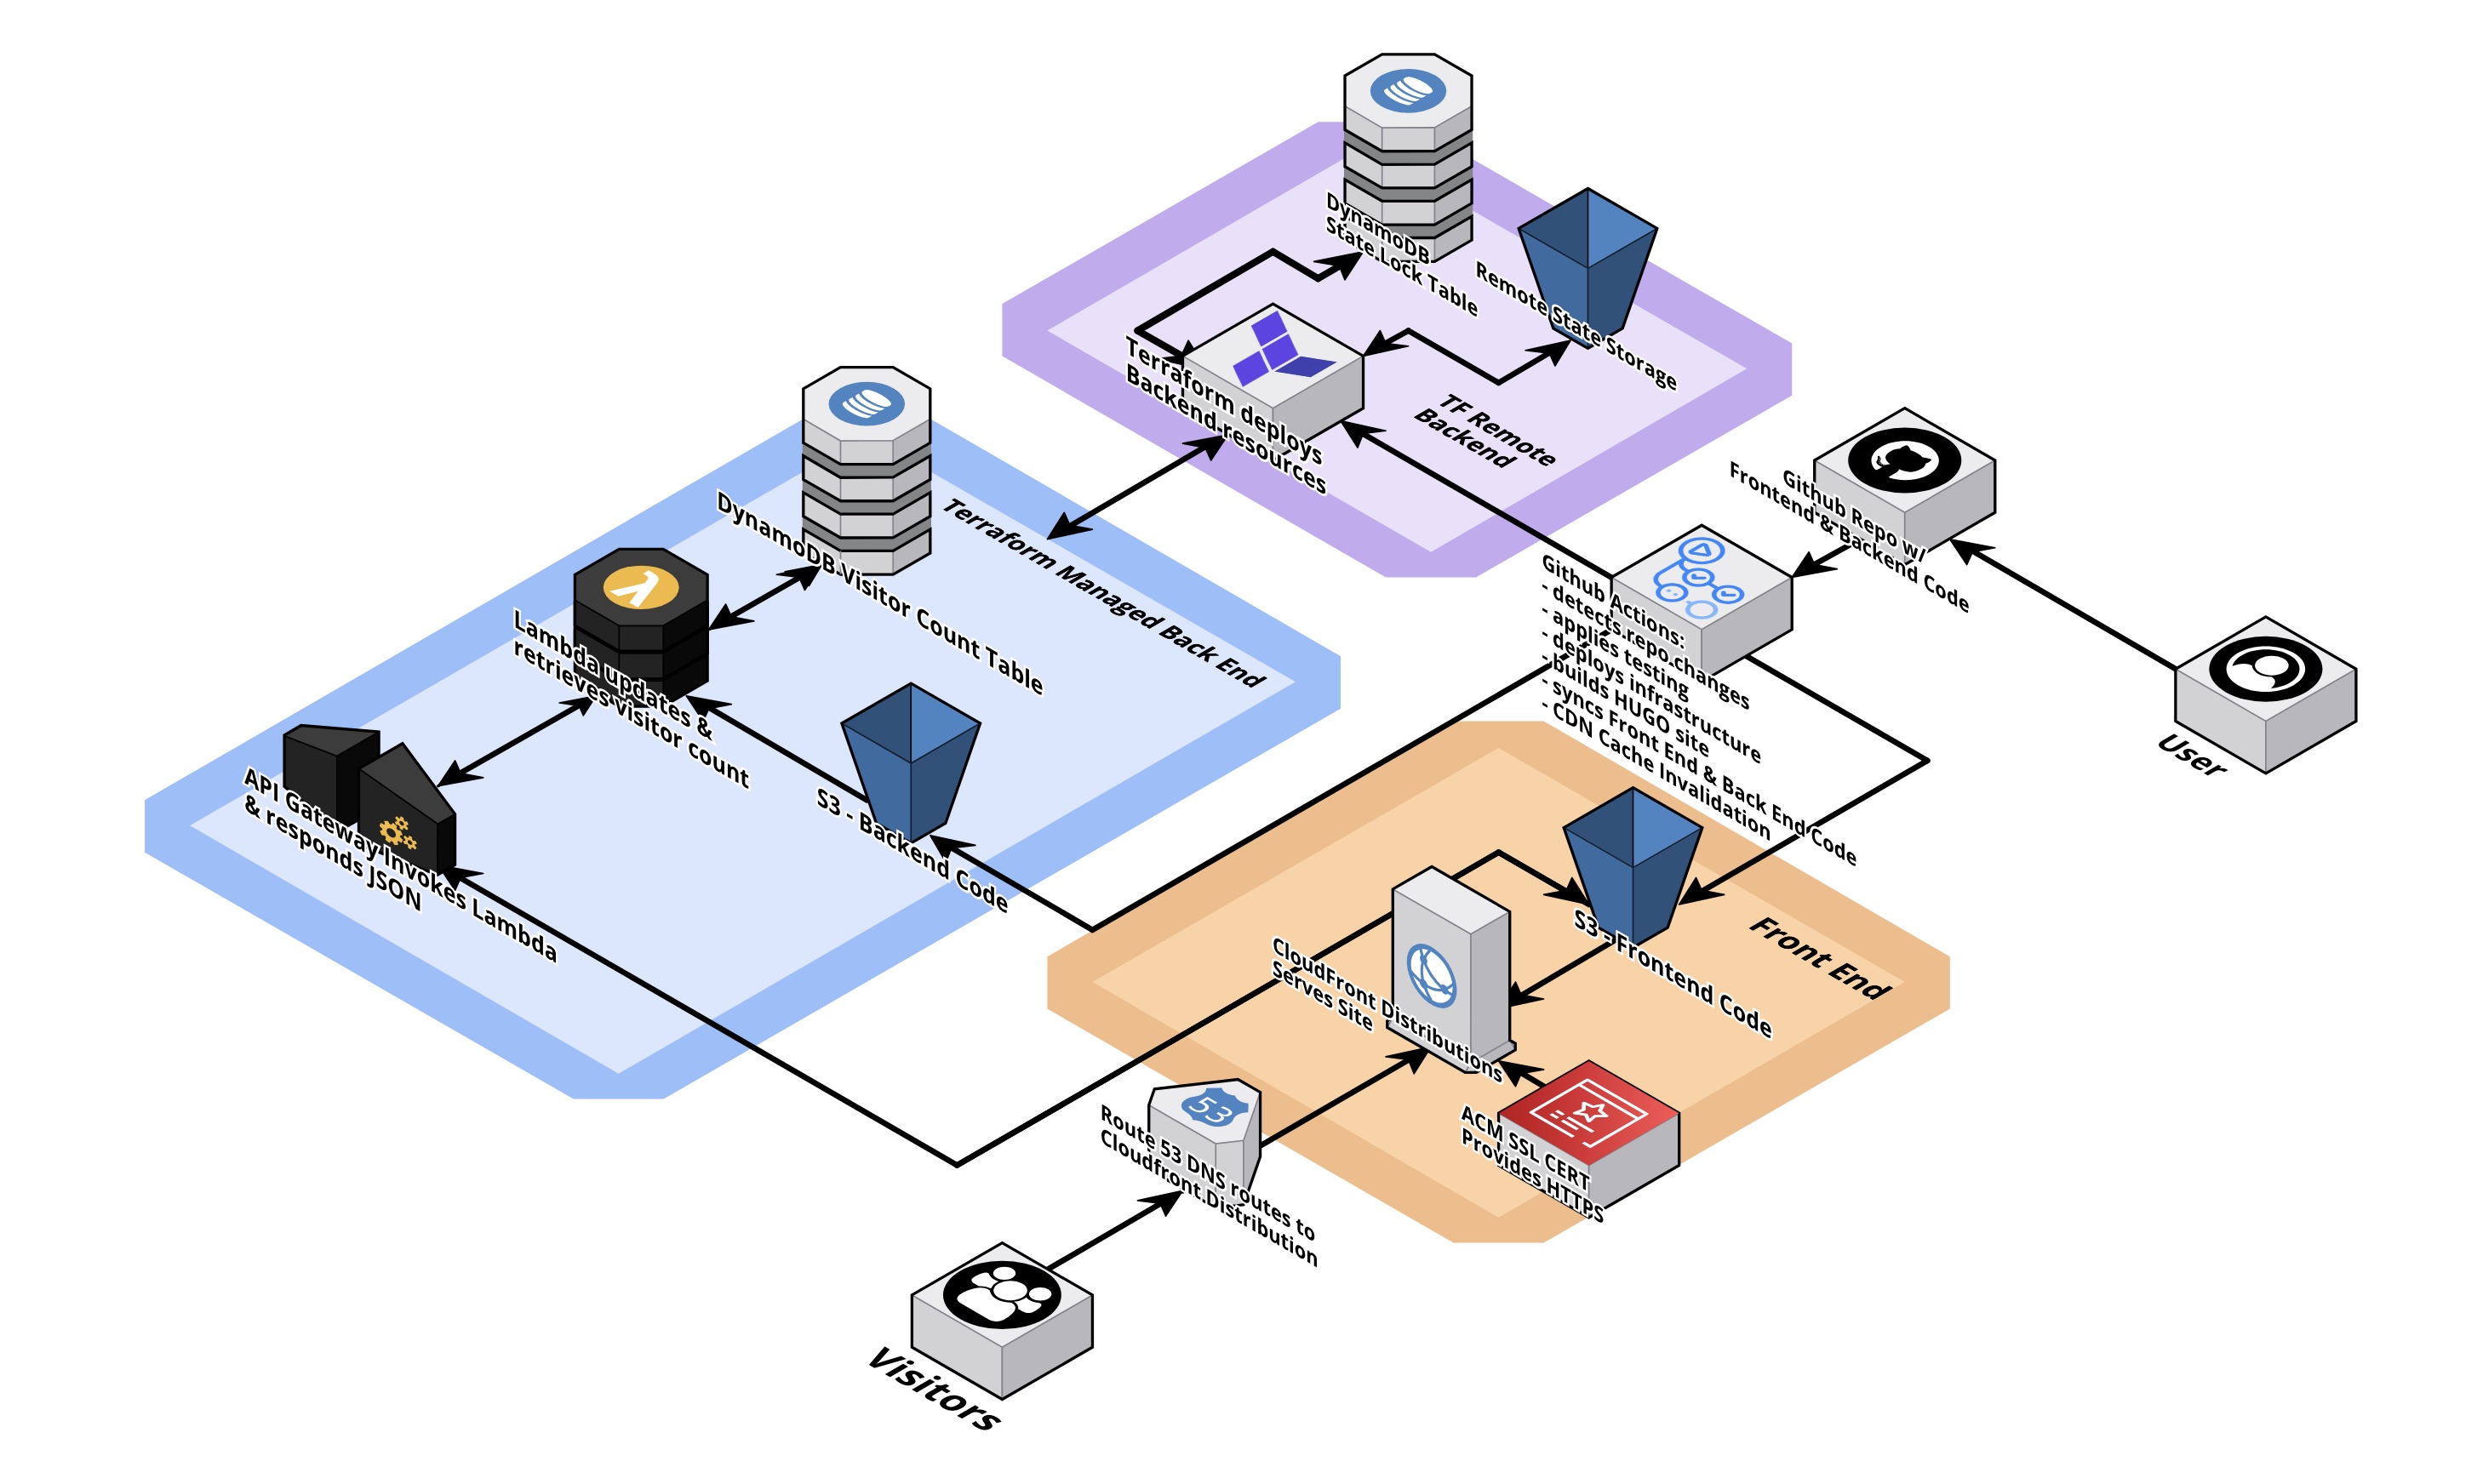 DynamoDB
State Lock Table
Remote State Storage
Terraform deploys
Backend resources
TF Remote
Backend
Github Repo w/
Frontend & Backend Code
DynamoDB Visitor Count Table
Terraform Managed Back End
Github Actions:
- detects repo changes
- applies testing
- deploys infrastructure
- builds HUGO site
- syncs Front End & Back End Code
- CDN Cache Invalidation
User
Lambda updates &
retrieves visitor count
API Gateway Invokes Lambda
& responds JSON
S3 - Backend Code
S3 - Frontend Code
Front End
CloudFront Distributions
Serves Site
53
Route 53 DNS routes to
Cloudfront Distribution
ACM SSL CERT
Provides HTTPS
Visitors